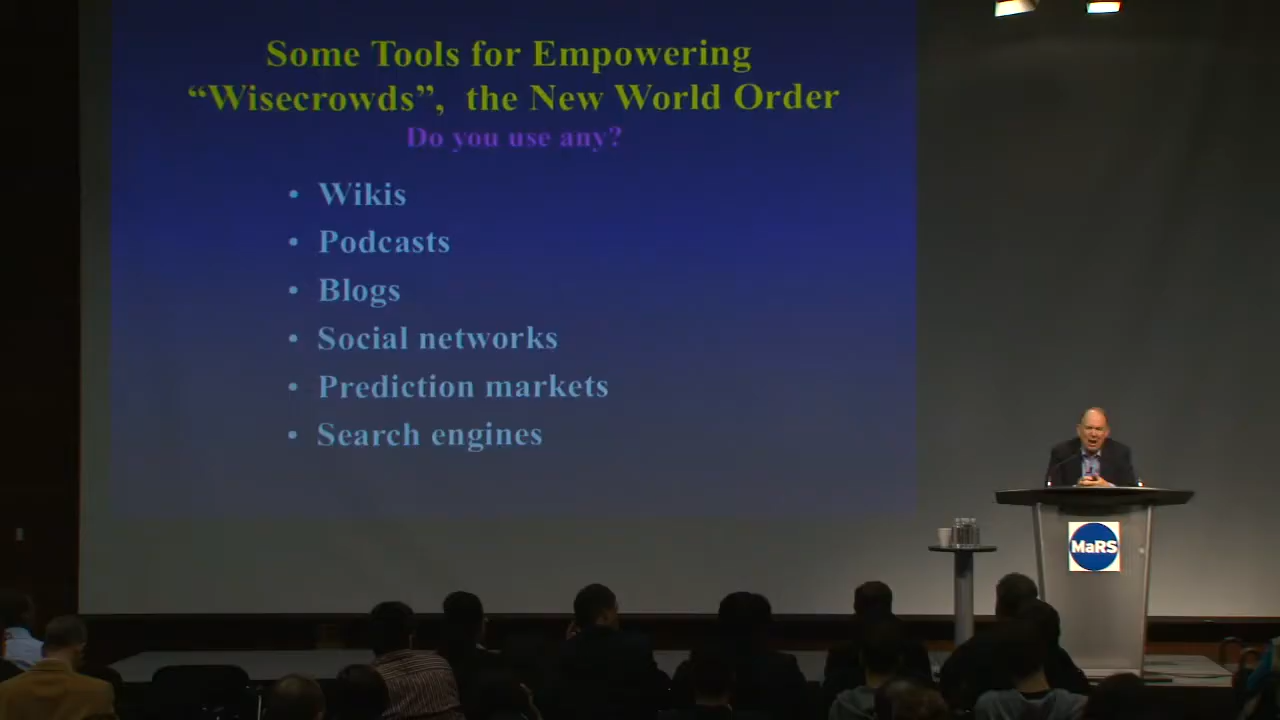 Some Tools for Empowering
“Wisecrowds”, the New World Order
Do you use any?
• Wikis
• Podcasts
• Blogs
• Social networks
• Prediction markets
• Search engines
MaRS